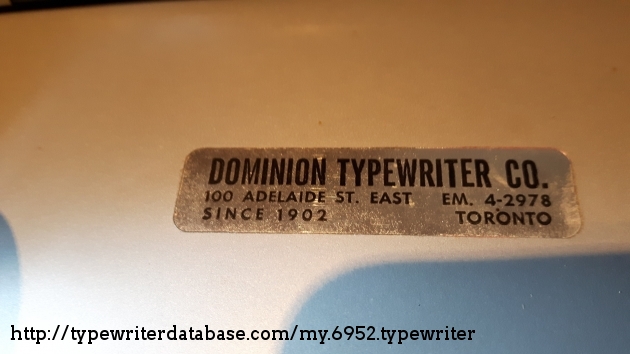 DOMINION TYPEWRITER CO.
100 ADELAIDE ST. EAST EM. 4-2978
SINCE 1902 TORONTO
http://typewriterdatabase.com/my.6952.typewriter